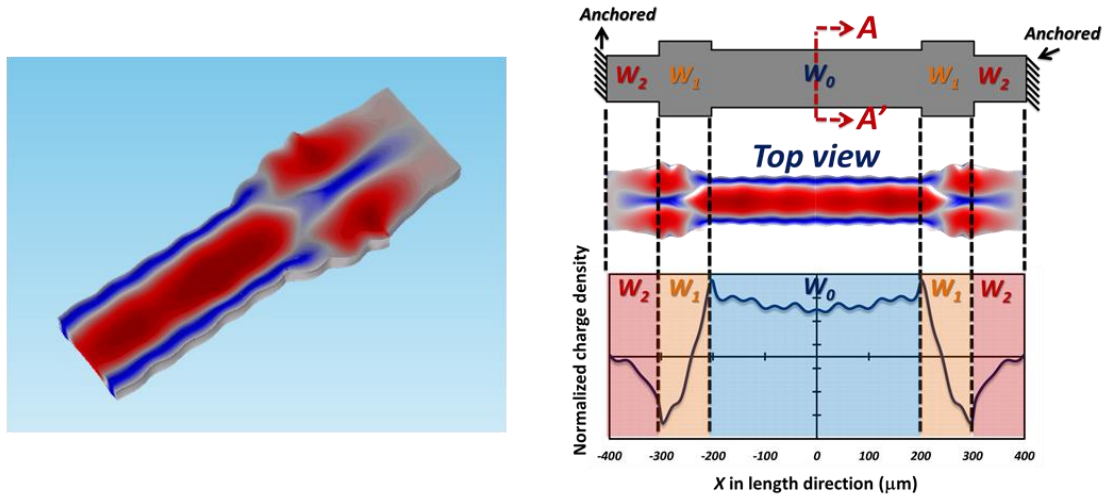 Anchored
Anchored
A
W2 W1 W0 W1 W2
A'
Top view
Normalized charge density
W2 W1 W0 W1 W2
-400 -300 -200 -100 0 100 200 300 400
X in length direction (μm)